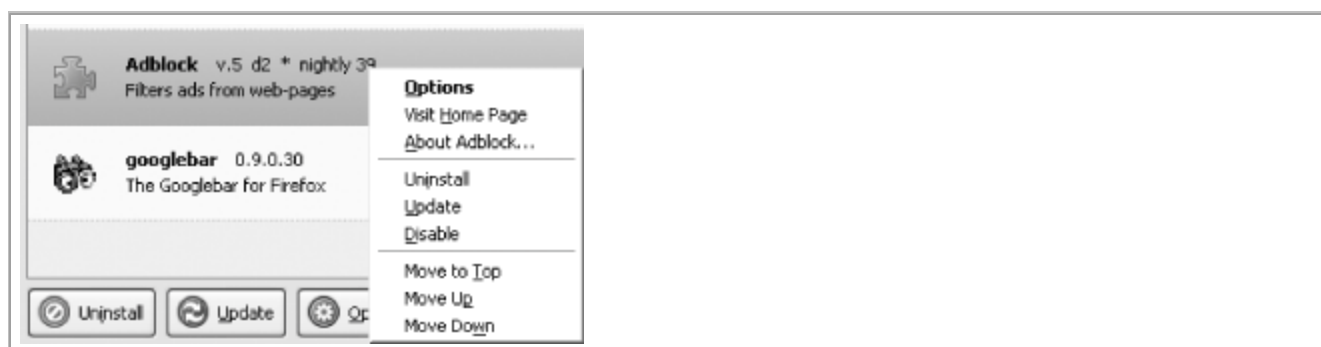 Adblock v.5 d2 * nightly 39
Filters ads from web-pages
googlebar 0.9.0.30
The Googlebar for Firefox
Uninstall Update Op
Options
Visit Home Page
About Adblock...
Uninstall
Update
Disable
Move to Top
Move Up
Move Down